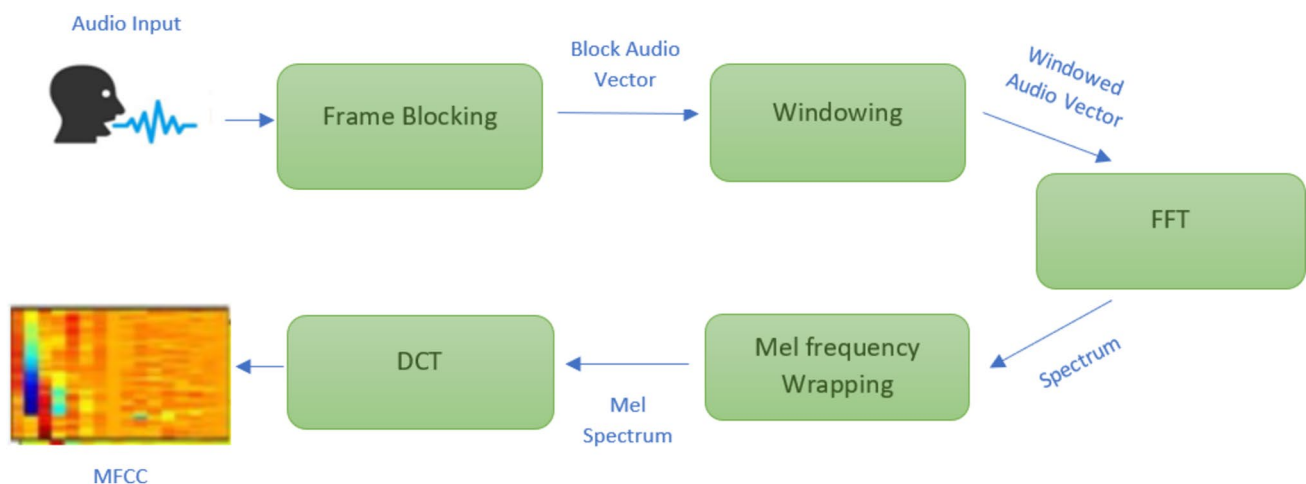 Audio Input
Frame Blocking
Block Audio
Vector
Windowing
Windowed
Audio Vector
FFT
Spectrum
Mel frequency
Wrapping
Mel
Spectrum
DCT
MFCC